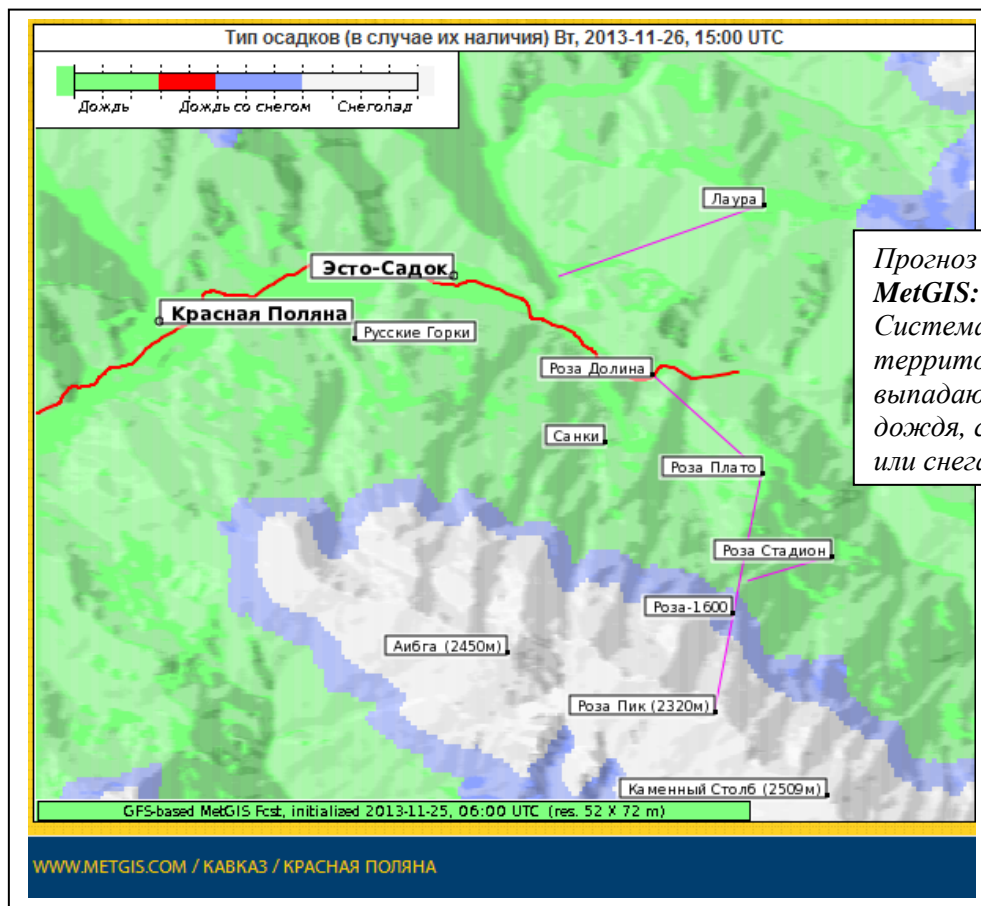 Тип осадков (в случае их наличия) Вт, 2013-11-26, 15:00 UTC
Дождь Дождь со снегом Снегопад
Лаура
Эсто-Садок
Красная Поляна
Русские Горки
Роза Долина
Санки
Роза Плато
Роза Стадион
Роза-1600
Аибга (2450м)
Роза Пик (2320м)
Каменный Столб (2509м)
GFS-based MetGIS Fcst, initialized 2013-11-25, 06:00 UTC (res. 52 X 72 m)
WWW.METGIS.COM / КАВКАЗ / КРАСНАЯ ПОЛЯНА
Прогноз
MetGIS:
Система
террито
выпадаю
дождя, с
или снега